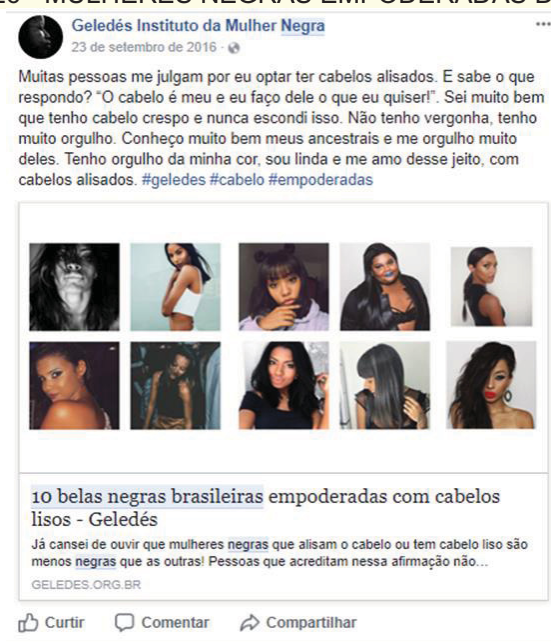 MULHERES NEGRAS EMPODERADAS
Geledés Instituto da Mulher Negra
23 de setembro de 2016 ·
Muitas pessoas me julgam por eu optar ter cabelos alisados. E sabe o que
respondo? “O cabelo é meu e eu faço dele o que eu quiser!”. Sei muito bem
que tenho cabelo crespo e nunca escondi isso. Não tenho vergonha, tenho
muito orgulho. Conheço muito bem meus ancestrais e me orgulho muito
deles. Tenho orgulho da minha cor, sou linda e me amo desse jeito, com
cabelos alisados. #geledes #cabelo #empoderadas
10 belas negras brasileiras empoderadas com cabelos
lisos - Geledés
Já cansei de ouvir que mulheres negras que alisam o cabelo ou tem cabelo liso são
menos negras que as outras! Pessoas que acreditam nessa afirmação não...
GELEDES.ORG.BR
Curtir Comentar Compartilhar